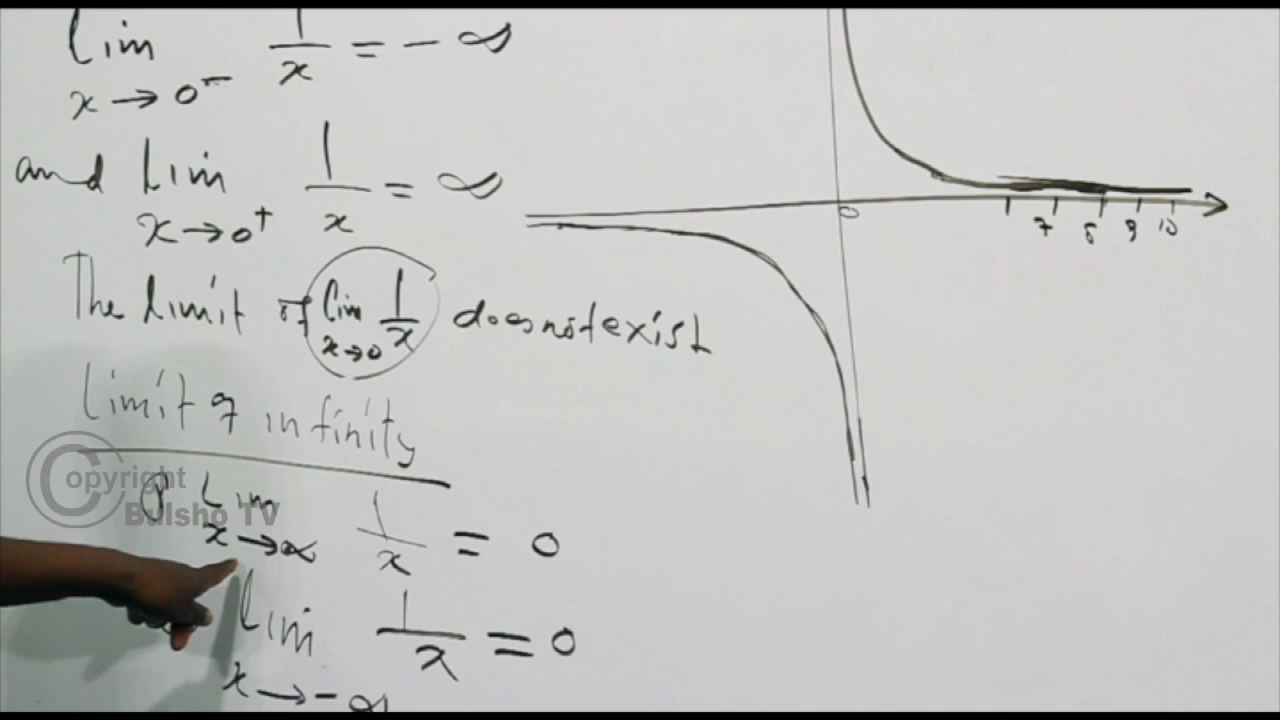 lim 1/x = - ∞
x → 0⁻
and Lim 1/x = ∞
x → 0⁺
The Limit of lim 1/x does not exist
x → 0
0
7 8 9 10
Limit of infinity
Lim 1/x = 0
x → ∞
lim 1/x = 0
x → - ∞
Copyright
Bulsho TV